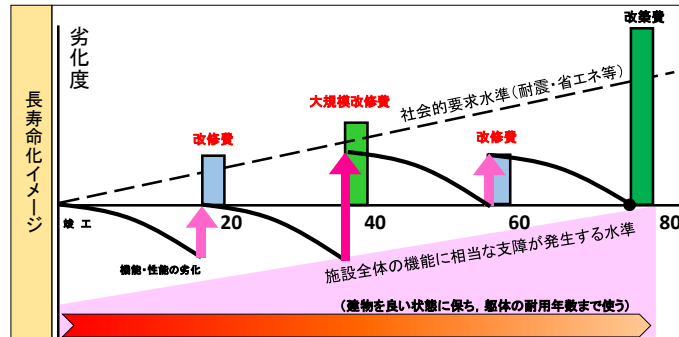 長寿命化イメージ
劣化度
改築費
社会的要求水準(耐震・省エネ等)
大規模改修費
改修費
改修費
竣工
20
40
60
80
機能・性能の劣化
施設全体の機能に相当な支障が発生する水準
(建物を良い状態に保ち，躯体の耐用年数まで使う)